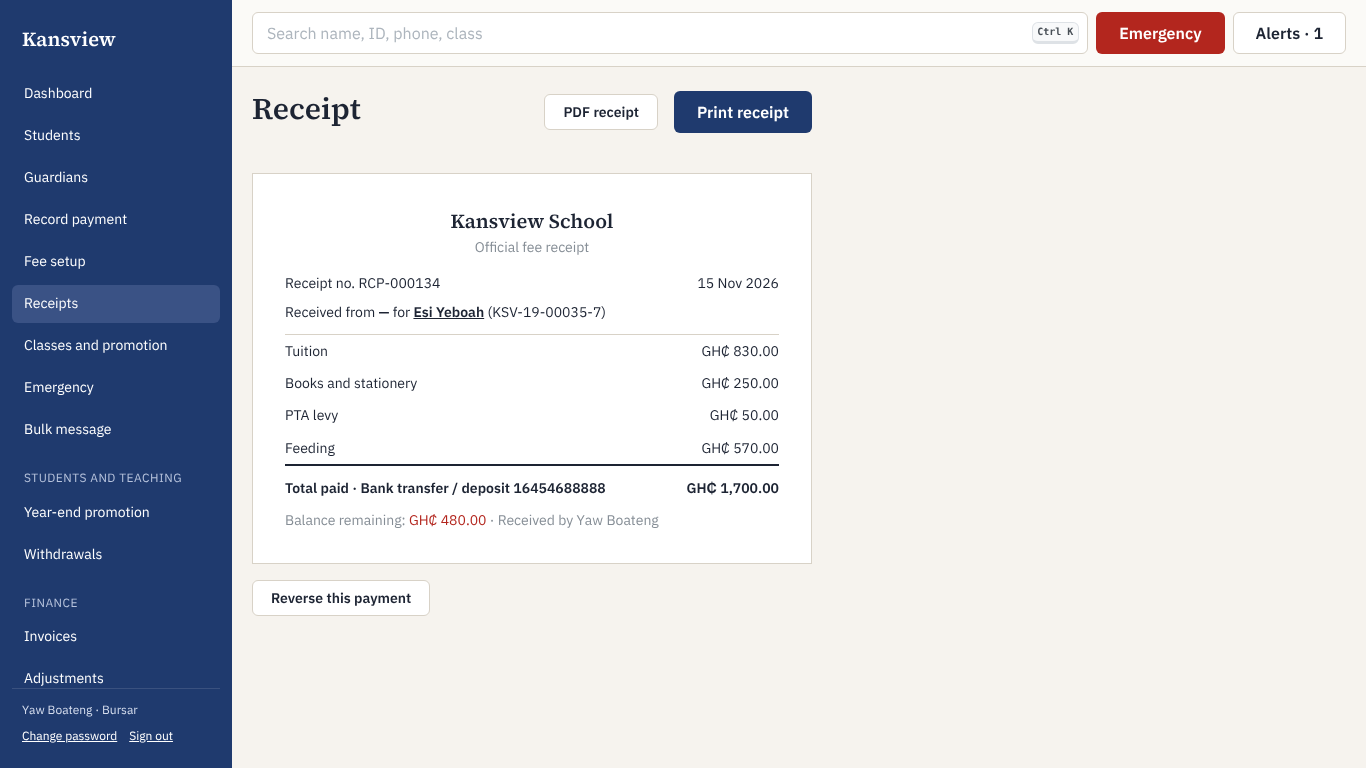 Kansview
Dashboard
Students
Guardians
Record payment
Fee setup
Receipts
Classes and promotion
Emergency
Bulk message
STUDENTS AND TEACHING
Year-end promotion
Withdrawals
FINANCE
Invoices
Adjustments
Yaw Boateng · Bursar
Change password Sign out
Search name, ID, phone, class Ctrl K
Emergency
Alerts · 1
Receipt
PDF receipt
Print receipt
Kansview School
Official fee receipt
Receipt no. RCP-000134 15 Nov 2026
Received from — for Esi Yeboah (KSV-19-00035-7)
Tuition GH₵ 830.00
Books and stationery GH₵ 250.00
PTA levy GH₵ 50.00
Feeding GH₵ 570.00
Total paid · Bank transfer / deposit 16454688888 GH₵ 1,700.00
Balance remaining: GH₵ 480.00 · Received by Yaw Boateng
Reverse this payment